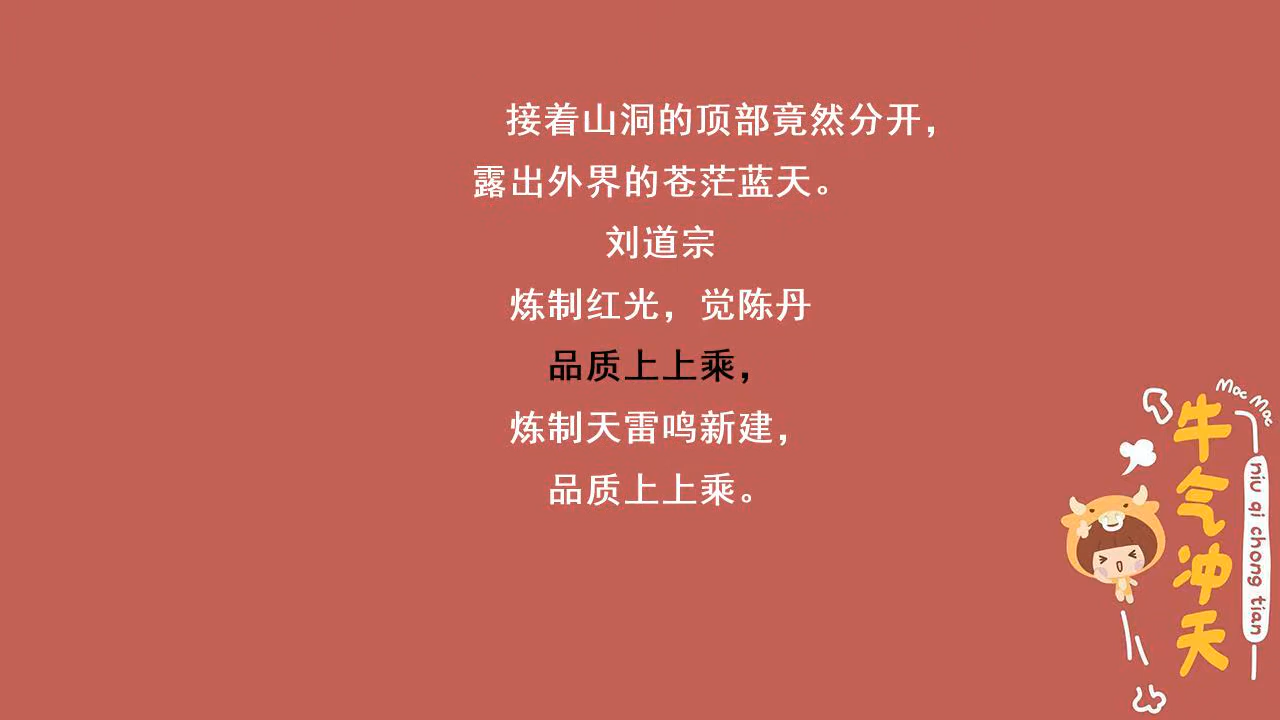 接着山洞的顶部竟然分开，
露出外界的苍茫蓝天。
刘道宗
炼制红光，觉陈丹
品质上上乘，
炼制天雷鸣新建，
品质上上乘。
Moc Moc
牛气冲天
niu qi chong tian